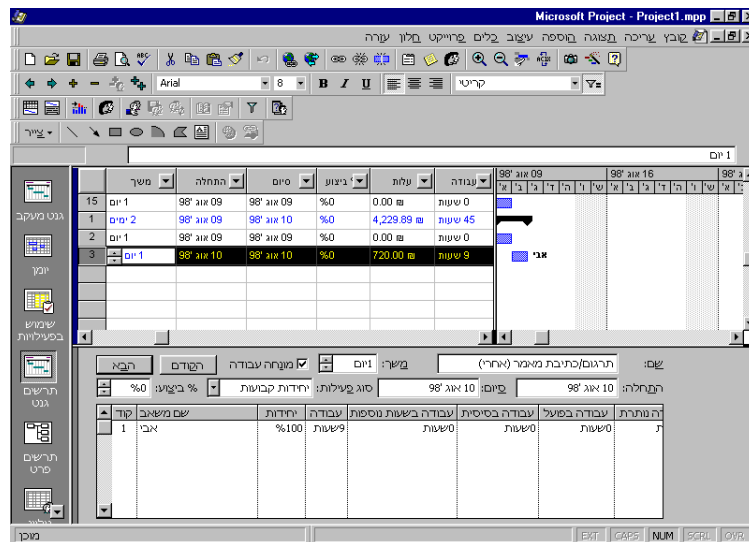 Microsoft Project - Project1.mpp
קובץ עריכה תצוגה הוספה עיצוב כלים פרוייקט חלון עזרה
Arial 8 B I U קריטי
צייר
1 יום
משך התחלה סיום ביצוע עלות עבודה
09 אוג 98' 16 אוג 98'
א' ב' ג' ד' ה' ו' ש' א' ב' ג' ד' ה' ו' ש' א' ב' ג'
15 1 יום 09 אוג 98' 09 אוג 98' %0 0.00 ₪ 0 שעות
1 2 ימים 09 אוג 98' 10 אוג 98' %0 4,229.89 ₪ 45 שעות
2 1 יום 09 אוג 98' 09 אוג 98' %0 0.00 ₪ 0 שעות
3 1 יום 10 אוג 98' 10 אוג 98' %0 720.00 ₪ 9 שעות
אבי
גנט מעקב
יומן
שימוש בפעילויות
תרשים גנט
תרשים פרט
שם: תרגום/כתיבת מאמר (אחרי) משך: 1יום מונחה עבודה הקודם הבא
התחלה: 10 אוג 98' סיום: 10 אוג 98' סוג פעילות: יחידות קבועות % ביצוע: %0
קוד שם משאב יחידות עבודה עבודה בשעות נוספות עבודה בסיסית עבודה בפועל דה נותרת
1 אבי %100 9שעות 0שעות 0שעות 0שעות
מוכן EXT CAPS NUM SCRL OVR